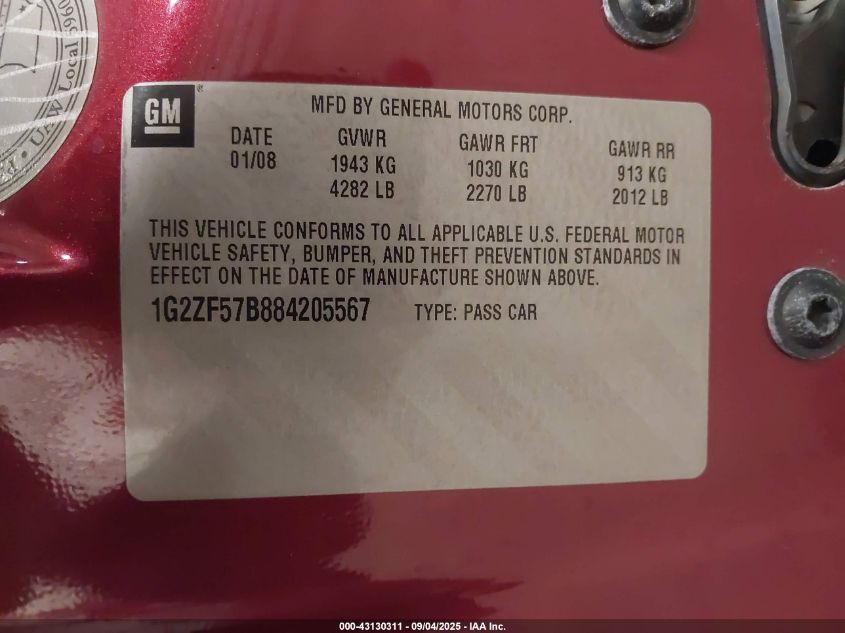 UAW Local 5960
GM
MFD BY GENERAL MOTORS CORP.
DATE GVWR GAWR FRT GAWR RR
01/08 1943 KG 1030 KG 913 KG
4282 LB 2270 LB 2012 LB
THIS VEHICLE CONFORMS TO ALL APPLICABLE U.S. FEDERAL MOTOR
VEHICLE SAFETY, BUMPER, AND THEFT PREVENTION STANDARDS IN
EFFECT ON THE DATE OF MANUFACTURE SHOWN ABOVE.
1G2ZF57B884205567 TYPE: PASS CAR
000-43130311 - 09/04/2025 - IAA Inc.